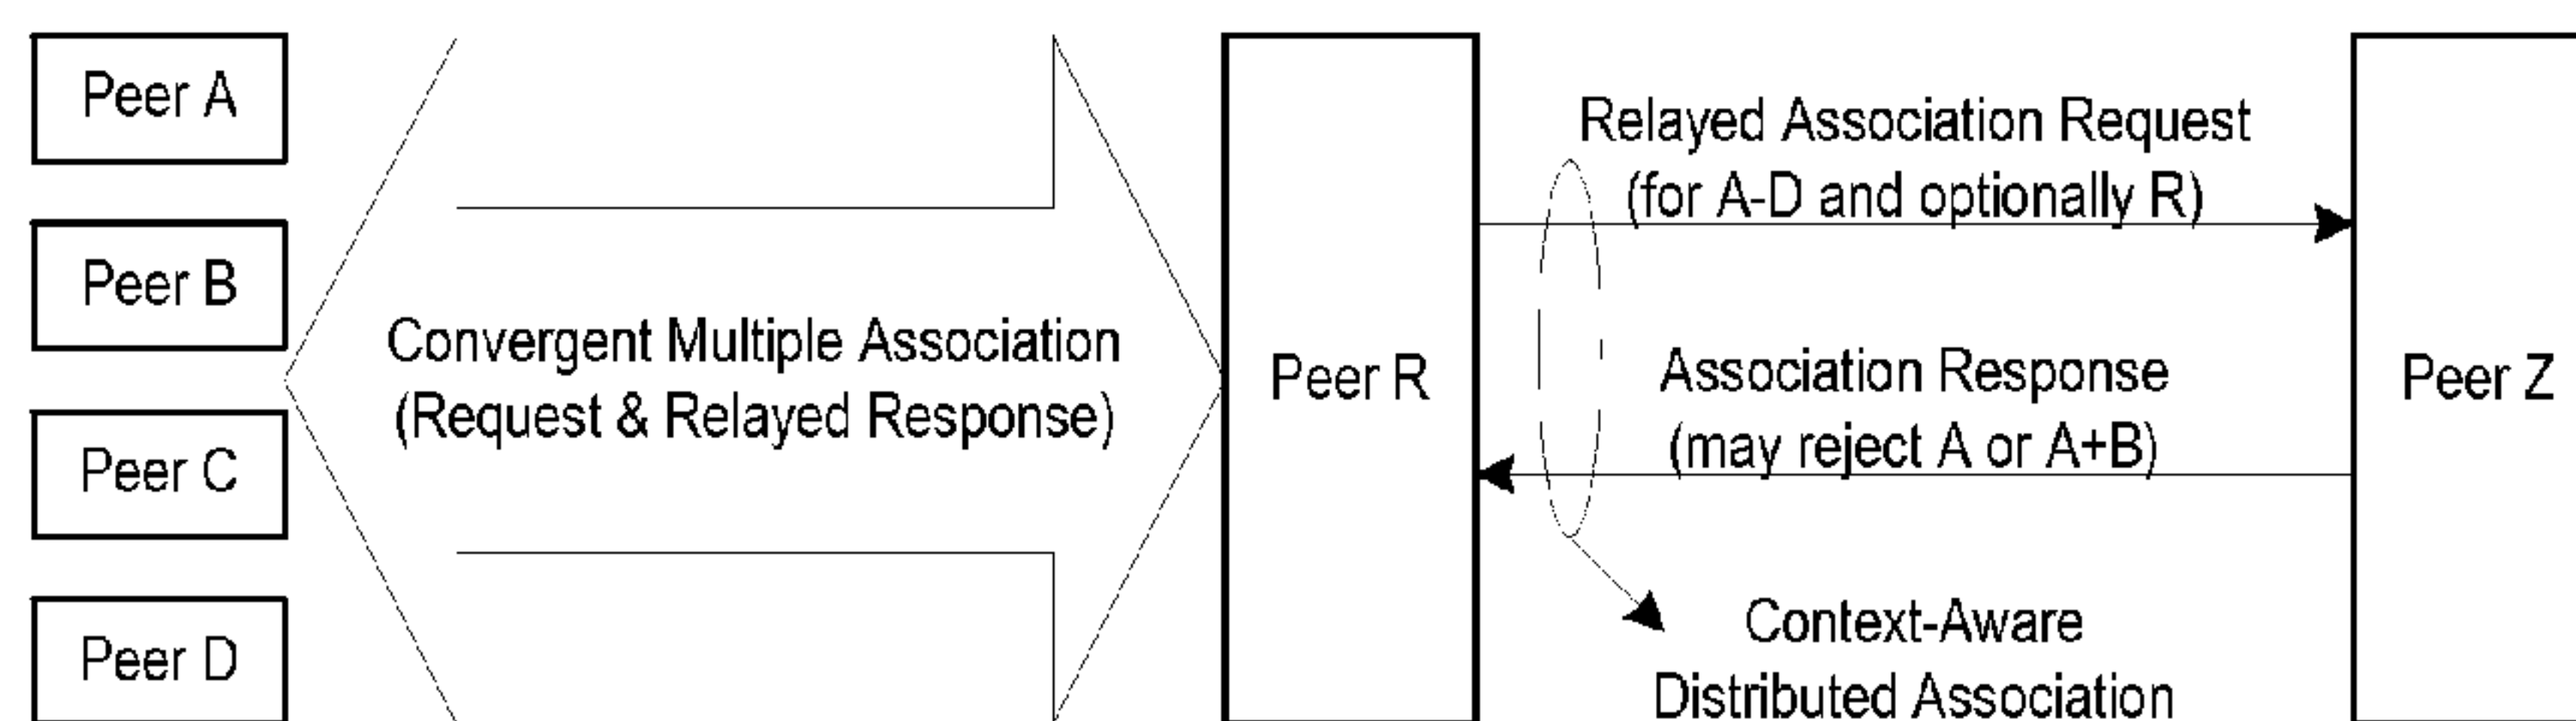 Peer A
Peer B
Peer C
Peer D
Convergent Multiple Association
(Request & Relayed Response)
Peer R
Relayed Association Request
(for A-D and optionally R)
Association Response
(may reject A or A+B)
Context-Aware
Distributed Association
Peer Z